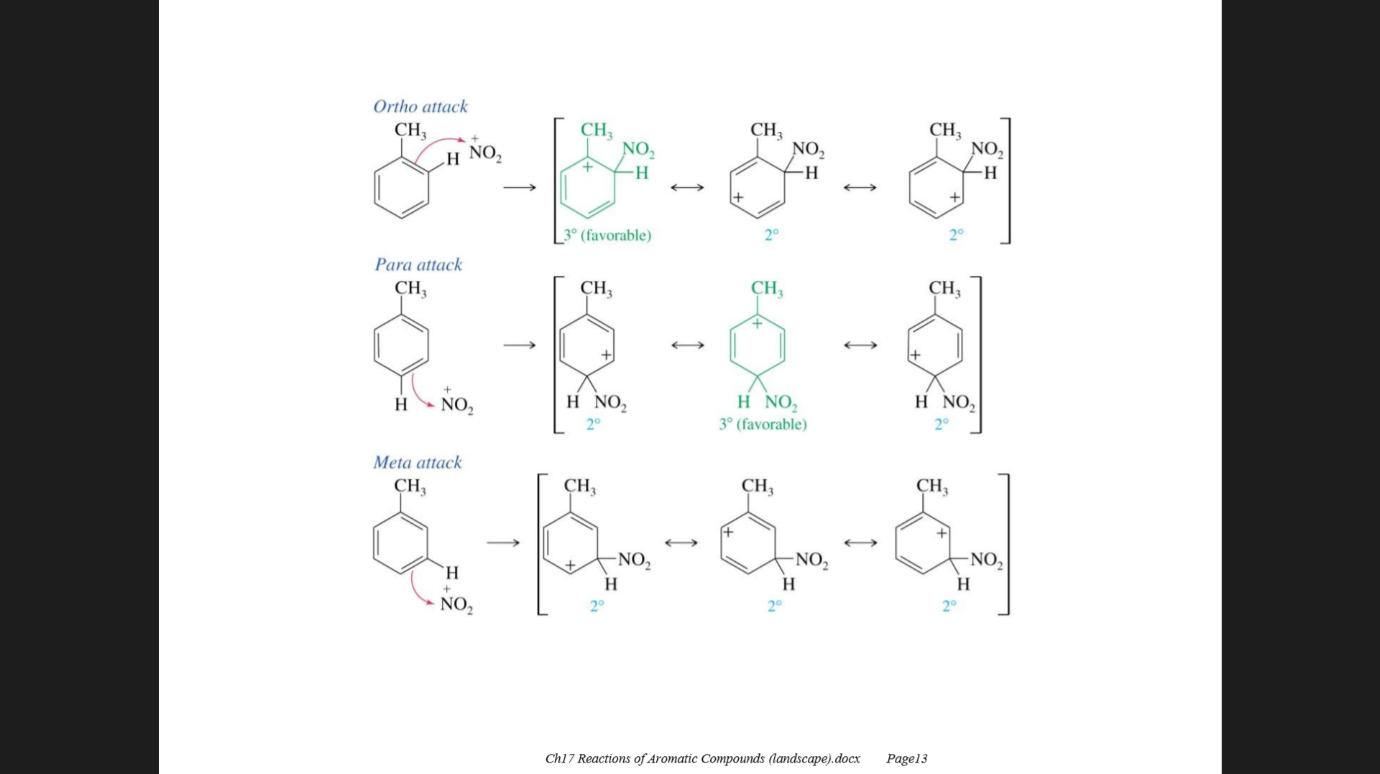 Ortho attack
CH₃ H +NO₂ CH₃ NO₂ + H CH₃ NO₂ H + CH₃ NO₂ H +
3° (favorable) 2° 2°
Para attack
CH₃ CH₃ CH₃ CH₃
+ + +
H +NO₂ H NO₂ H NO₂ H NO₂
2° 3° (favorable) 2°
Meta attack
CH₃ CH₃ CH₃ CH₃
+ +
+ NO₂ NO₂ NO₂
H H H H
+NO₂ 2° 2° 2°
Ch17 Reactions of Aromatic Compounds (landscape).docx Page13